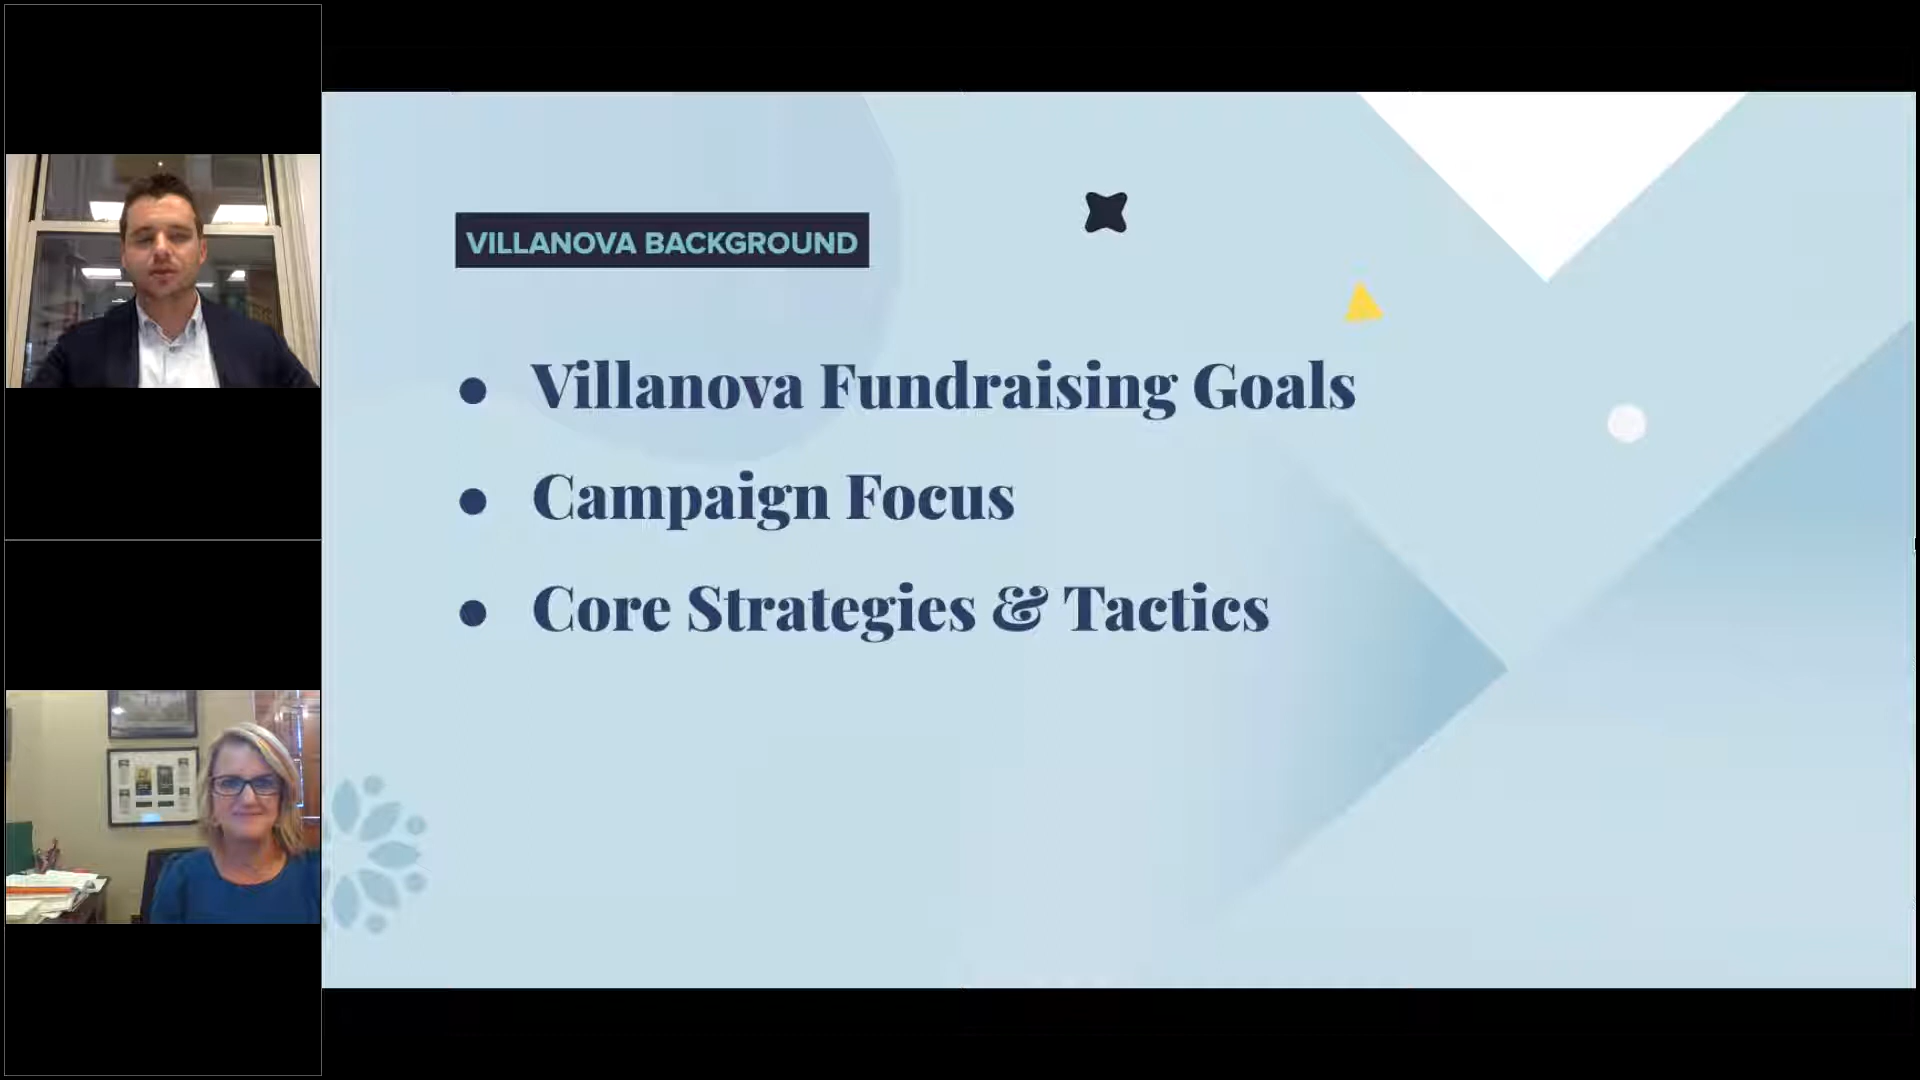 VILLANOVA BACKGROUND
● Villanova Fundraising Goals
● Campaign Focus
● Core Strategies & Tactics